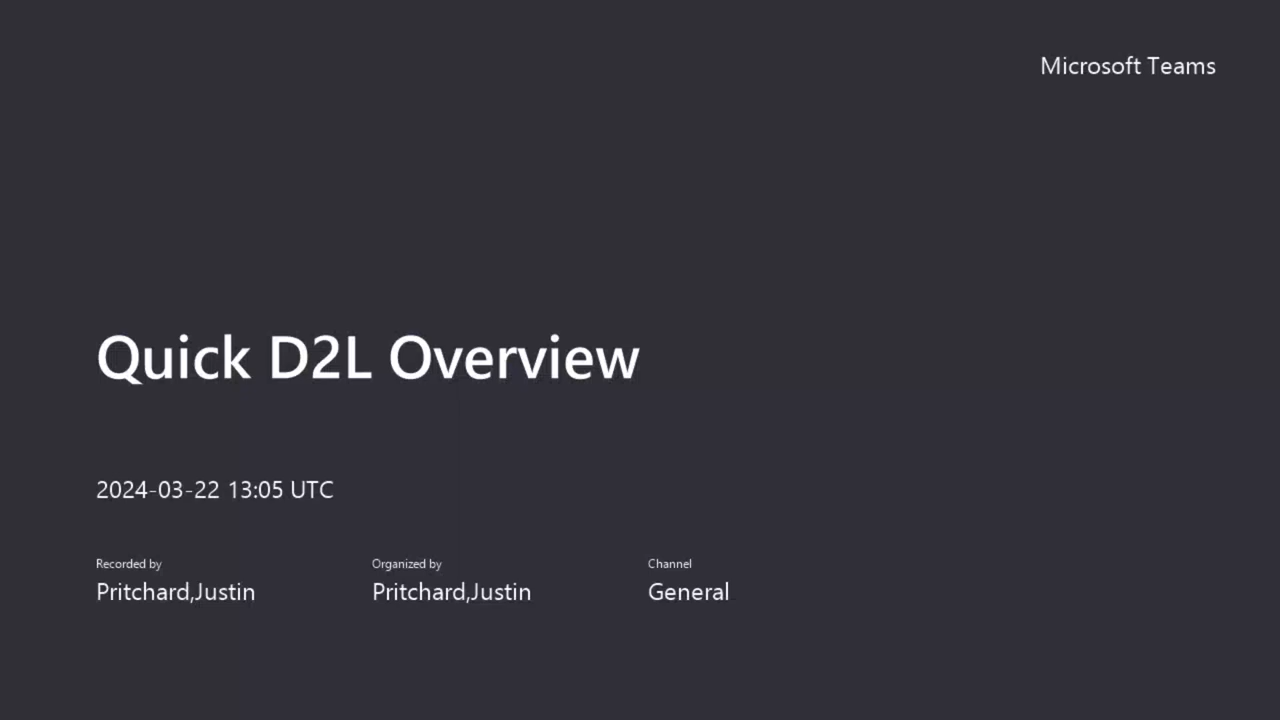 Microsoft Teams
Quick D2L Overview
2024-03-22 13:05 UTC
Recorded by
Pritchard,Justin
Organized by
Pritchard,Justin
Channel
General